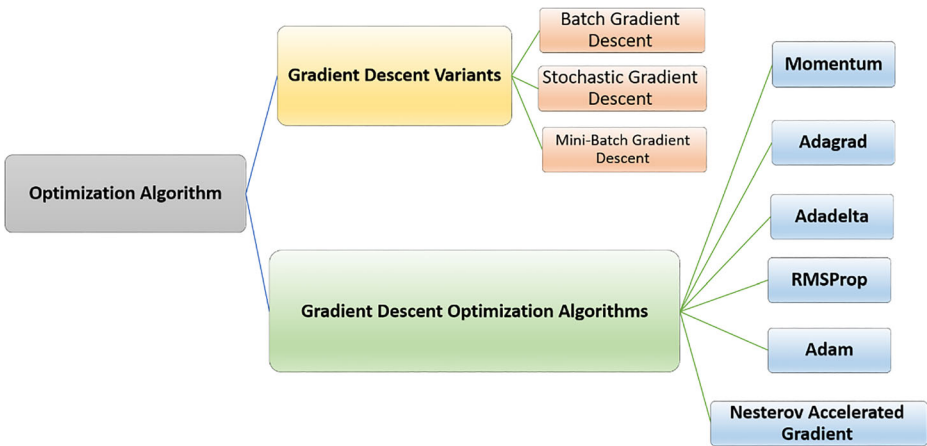 Optimization Algorithm
Gradient Descent Variants
Batch Gradient
Descent
Stochastic Gradient
Descent
Mini-Batch Gradient
Descent
Gradient Descent Optimization Algorithms
Momentum
Adagrad
Adadelta
RMSProp
Adam
Nesterov Accelerated
Gradient